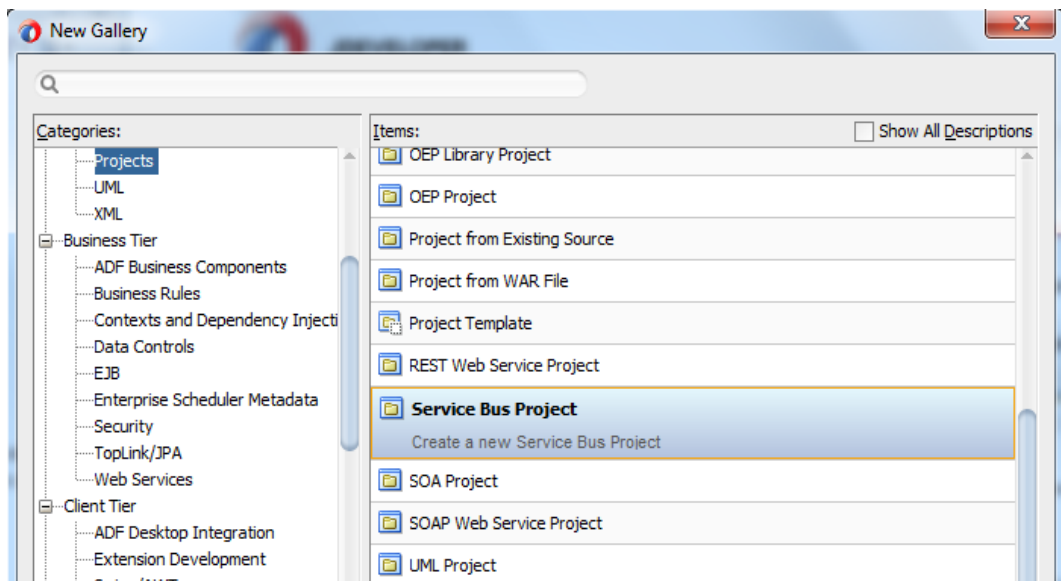 New Gallery
JDEVELOPER
Categories:
Projects
UML
XML
Business Tier
ADF Business Components
Business Rules
Contexts and Dependency Injecti
Data Controls
EJB
Enterprise Scheduler Metadata
Security
TopLink/JPA
Web Services
Client Tier
ADF Desktop Integration
Extension Development
Items:
Show All Descriptions
OEP Library Project
OEP Project
Project from Existing Source
Project from WAR File
Project Template
REST Web Service Project
Service Bus Project
Create a new Service Bus Project
SOA Project
SOAP Web Service Project
UML Project